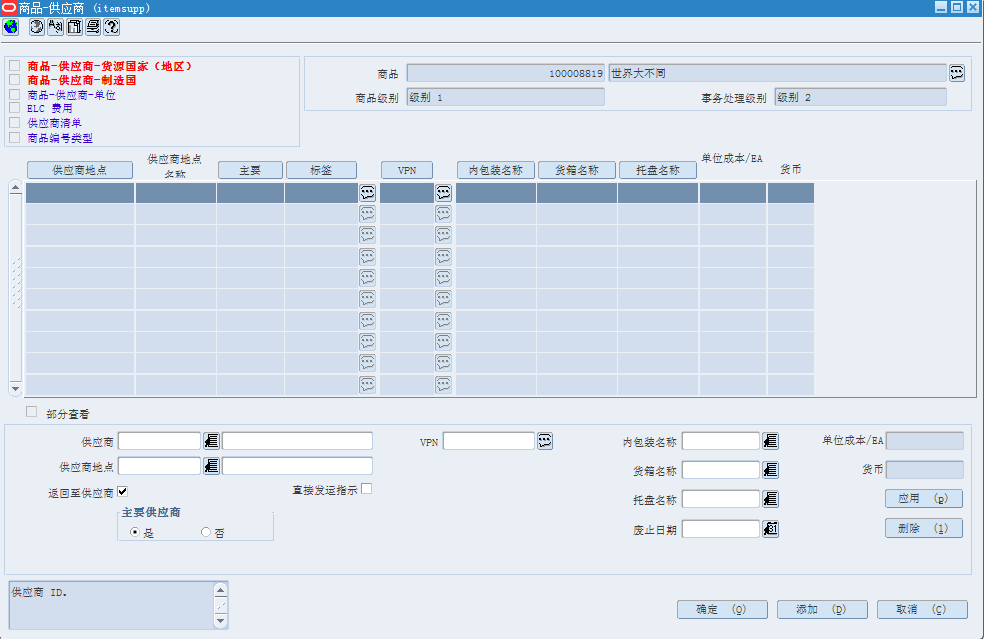 商品-供应商 (itemsupp)
商品-供应商-货源国家(地区)
商品-供应商-制造国
商品-供应商-单位
ELC 费用
供应商清单
商品编号类型
商品 100008819 世界大不同
商品级别 级别 1 事务处理级别 级别 2
供应商地点 供应商地点名称 主要 标签 VPN 内包装名称 货箱名称 托盘名称 单位成本/EA 货币
部分查看
供应商 VPN 内包装名称 单位成本/EA
供应商地点 货箱名称 货币
返回至供应商 直接发运指示 托盘名称 应用 (p)
主要供应商
是 否 废止日期 删除 (l)
供应商 ID.
确定 (O) 添加 (D) 取消 (C)